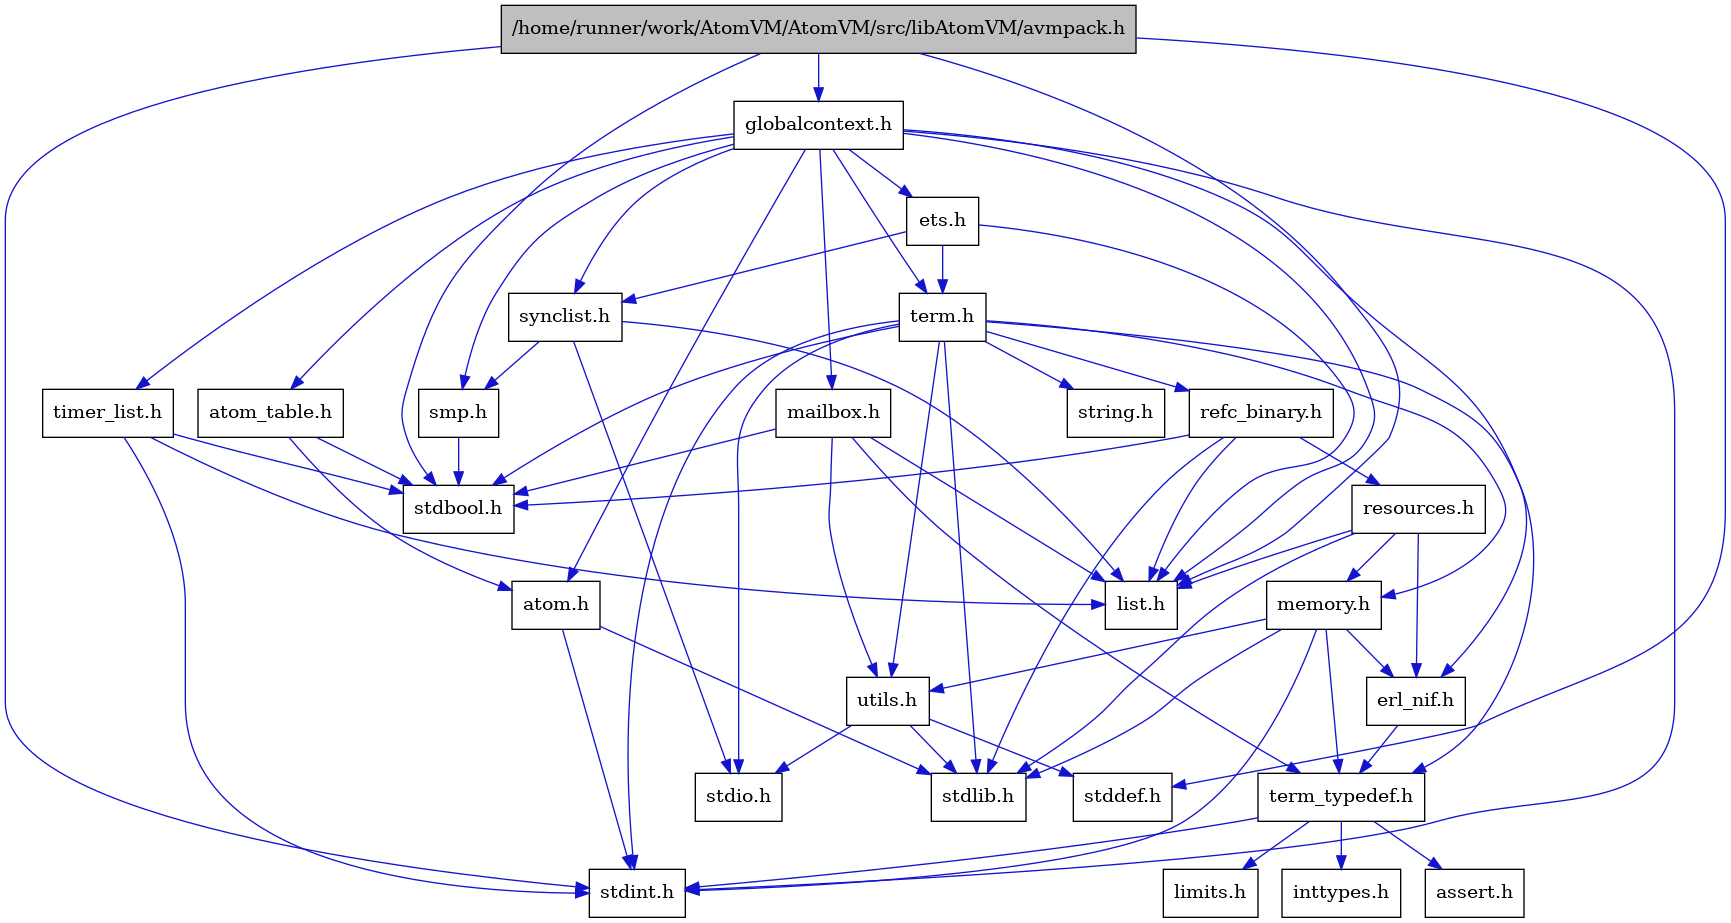 /home/runner/work/AtomVM/AtomVM/src/libAtomVM/avmpack.h
globalcontext.h
ets.h
synclist.h
term.h
timer_list.h
atom_table.h
smp.h
mailbox.h
string.h
refc_binary.h
stdbool.h
resources.h
atom.h
list.h
memory.h
utils.h
erl_nif.h
stdio.h
stdlib.h
stddef.h
term_typedef.h
stdint.h
limits.h
inttypes.h
assert.h